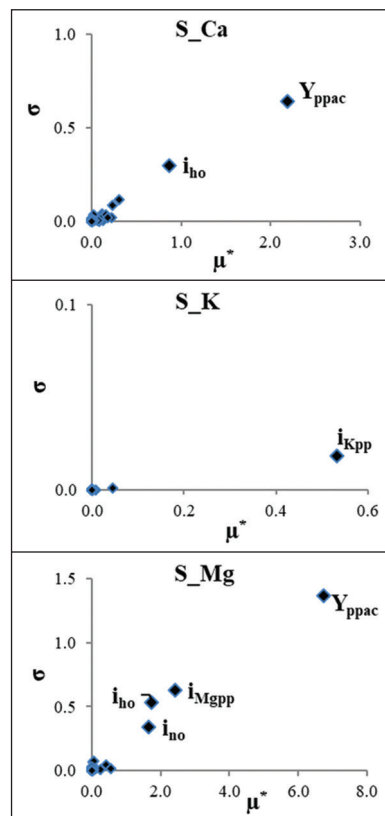 S_Ca
1.0
Y_ppac
σ
0.5
i_ho
0.0
0.0 1.0 2.0 3.0
μ*
S_K
0.1
σ
i_Kpp
0.0
0.0 0.2 0.4 0.6
μ*
S_Mg
1.5
Y_ppac
1.0
σ
i_ho i_Mgpp
0.5
i_no
0.0
0.0 2.0 4.0 6.0 8.0
μ*